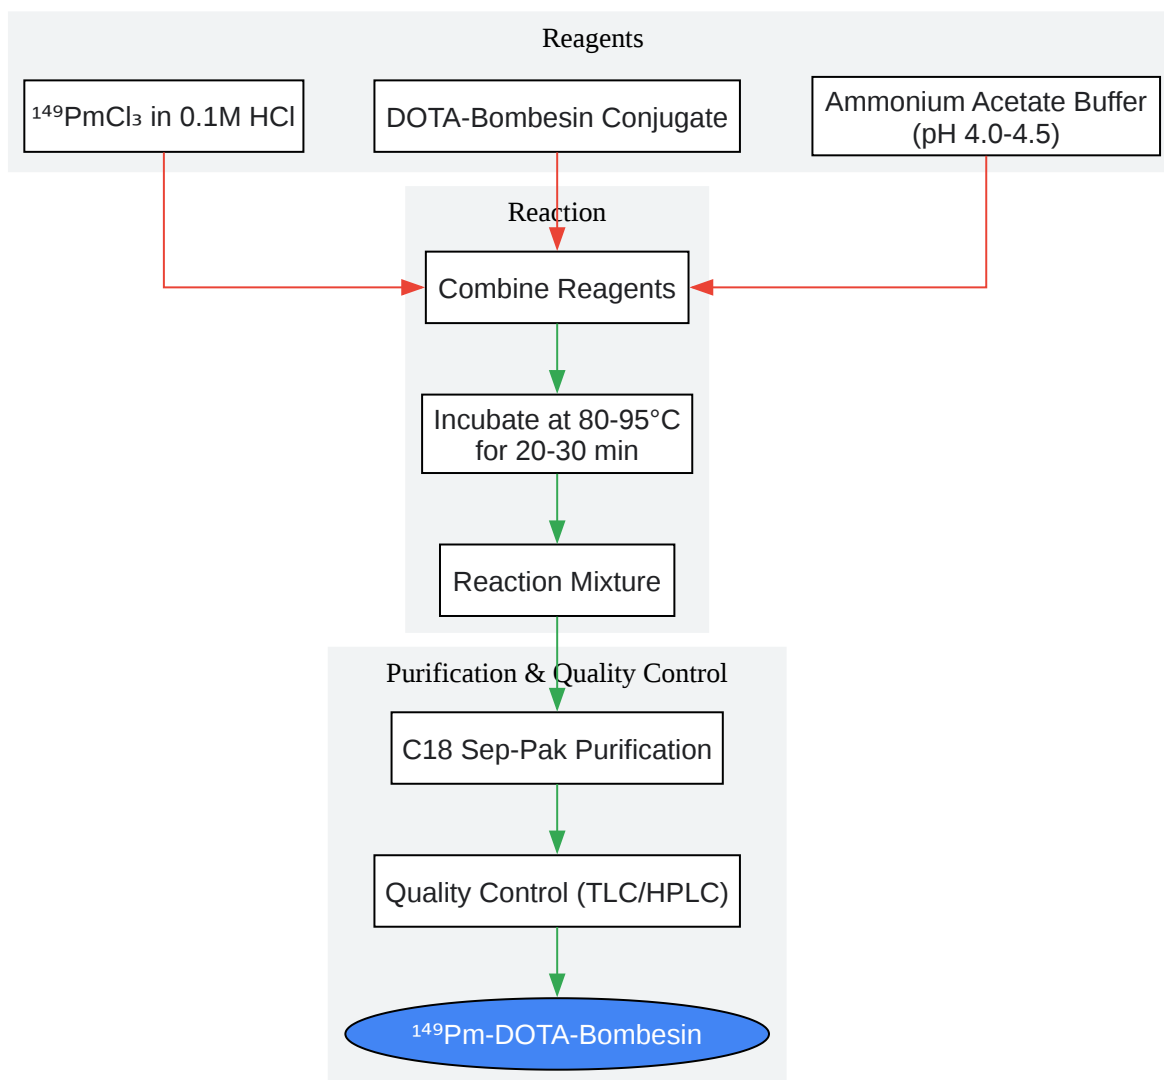 Reagents
¹⁴⁹PmCl₃ in 0.1M HCl
DOTA-Bombesin Conjugate
Ammonium Acetate Buffer
(pH 4.0-4.5)
Reaction
Combine Reagents
Incubate at 80-95°C
for 20-30 min
Reaction Mixture
Purification & Quality Control
C18 Sep-Pak Purification
Quality Control (TLC/HPLC)
¹⁴⁹Pm-DOTA-Bombesin